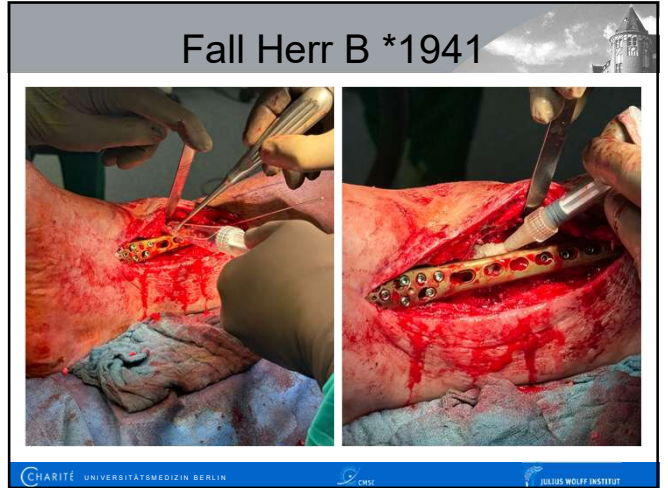 Fall Herr B *1941
CHARITÉ UNIVERSITÄTSMEDIZIN BERLIN
CMSC
JULIUS WOLFF INSTITUT